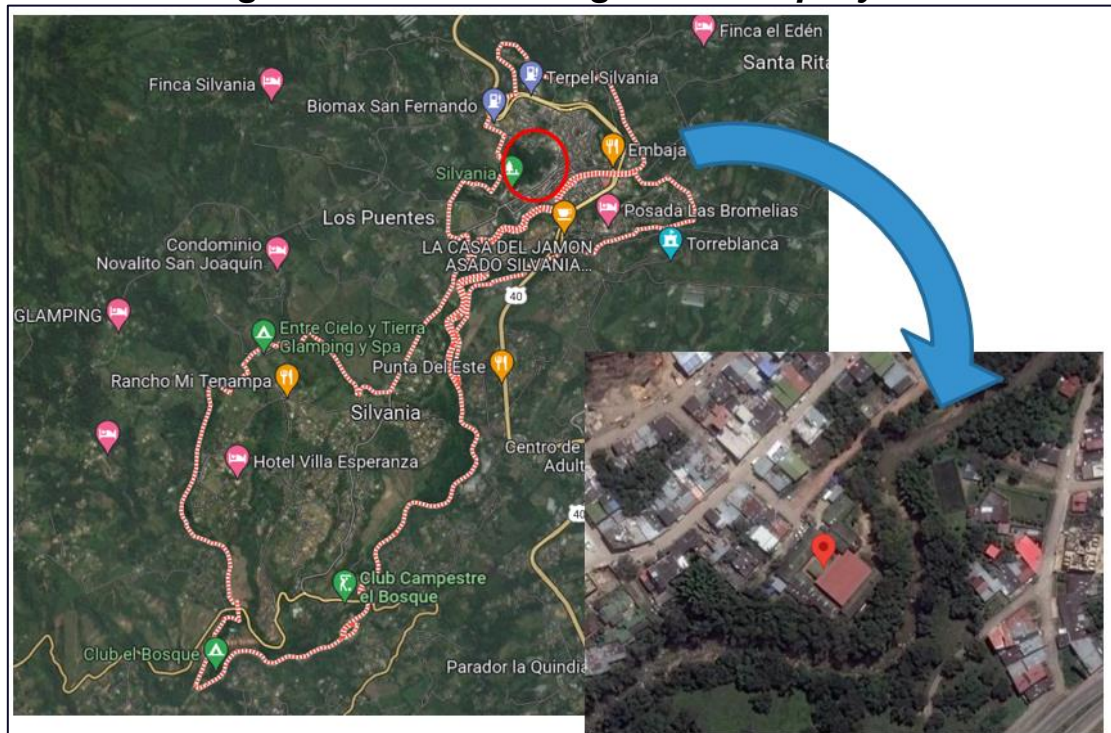 Finca el Edén
Santa Rita
Finca Silvania
Terpel Silvania
Biomax San Fernando
Embaja
Silvania
Los Puentes
Posada Las Bromelias
Condominio
Novalito San Joaquín
LA CASA DEL JAMON
ASADO SILVANIA...
Torreblanca
40
GLAMPING
Entre Cielo y Tierra
Glamping y Spa
Punta Del Este
Rancho Mi Tenampa
Silvania
Centro de
Adult
Hotel Villa Esperanza
40
Club Campestre
el Bosque
Club el Bosque
Parador la Quindia